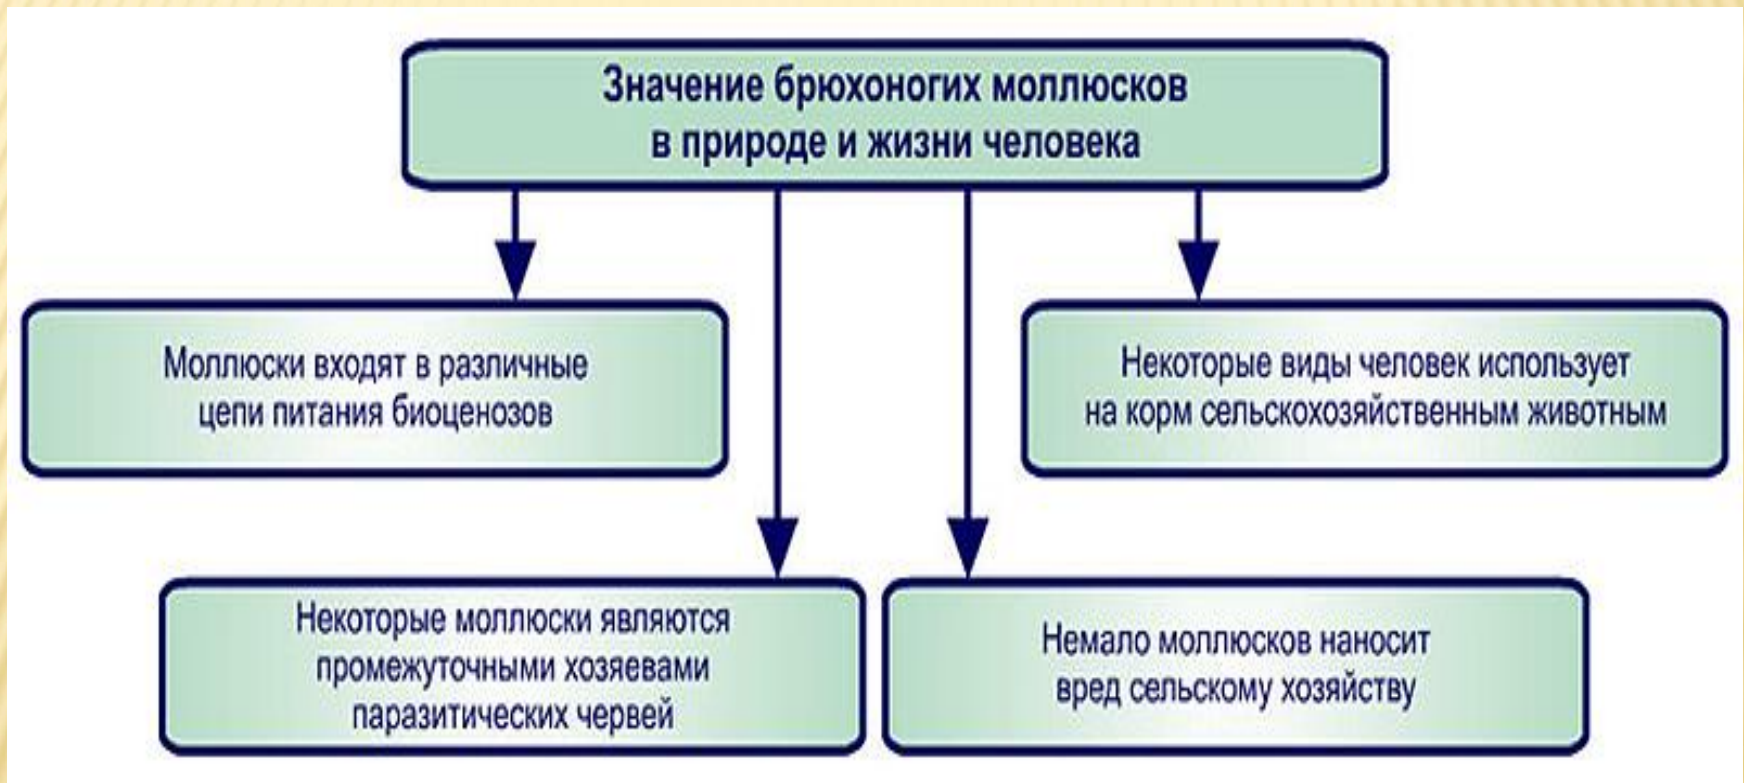 Значение брюхоногих моллюсков
в природе и жизни человека
Моллюски входят в различные
цепи питания биоценозов
Некоторые виды человек использует
на корм сельскохозяйственным животным
Некоторые моллюски являются
промежуточными хозяевами
паразитических червей
Немало моллюсков наносит
вред сельскому хозяйству